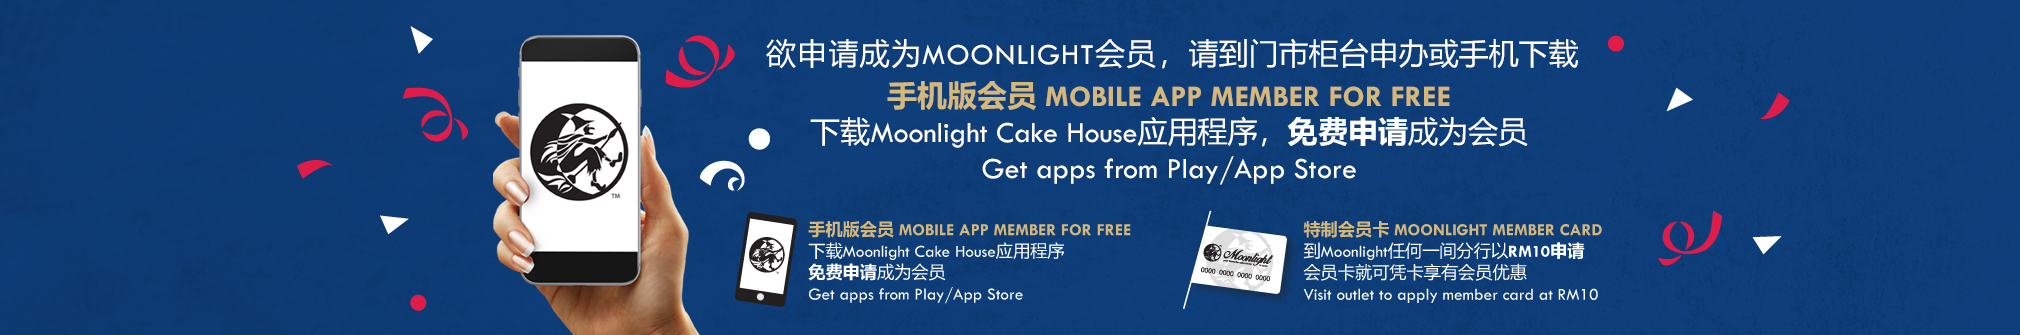 欲申请成为MOONLIGHT会员，请到门市柜台申办或手机下载
手机版会员 MOBILE APP MEMBER FOR FREE
下载Moonlight Cake House应用程序，免费申请成为会员
Get apps from Play/App Store
TM
手机版会员 MOBILE APP MEMBER FOR FREE
下载Moonlight Cake House应用程序
免费申请成为会员
Get apps from Play/App Store
Moonlight
0000 0000 0000 0000
特制会员卡 MOONLIGHT MEMBER CARD
到Moonlight任何一间分行以RM10申请
会员卡就可凭卡享有会员优惠
Visit outlet to apply member card at RM10